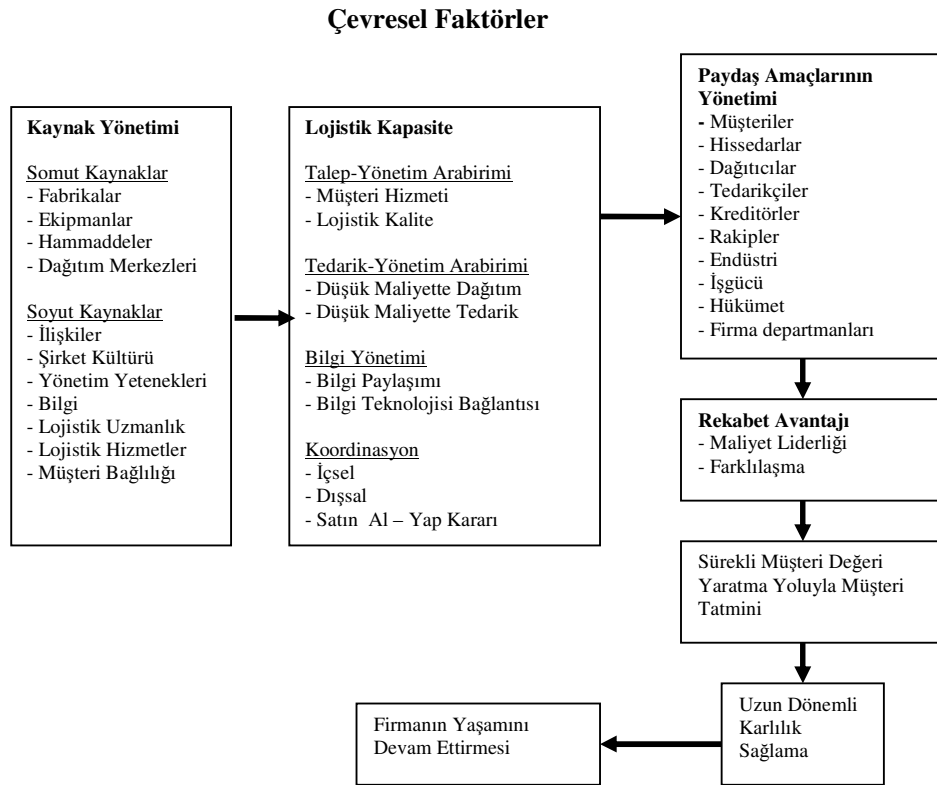 Çevresel Faktörler
Kaynak Yönetimi
Somut Kaynaklar
- Fabrikalar
- Ekipmanlar
- Hammaddeler
- Dağıtım Merkezleri
Soyut Kaynaklar
- İlişkiler
- Şirket Kültürü
- Yönetim Yetenekleri
- Bilgi
- Lojistik Uzmanlık
- Lojistik Hizmetler
- Müşteri Bağlılığı
Lojistik Kapasite
Talep-Yönetim Arabirimi
- Müşteri Hizmeti
- Lojistik Kalite
Tedarik-Yönetim Arabirimi
- Düşük Maliyette Dağıtım
- Düşük Maliyette Tedarik
Bilgi Yönetimi
- Bilgi Paylaşımı
- Bilgi Teknolojisi Bağlantısı
Koordinasyon
- İçsel
- Dışsal
- Satın Al – Yap Kararı
Paydaş Amaçlarının
Yönetimi
- Müşteriler
- Hissedarlar
- Dağıtıcılar
- Tedarikçiler
- Kreditörler
- Rakipler
- Endüstri
- İşgücü
- Hükümet
- Firma departmanları
Rekabet Avantajı
- Maliyet Liderliği
- Farklılaşma
Sürekli Müşteri Değeri
Yaratma Yoluyla Müşteri
Tatmini
Uzun Dönemli
Karlılık
Sağlama
Firmanın Yaşamını
Devam Ettirmesi